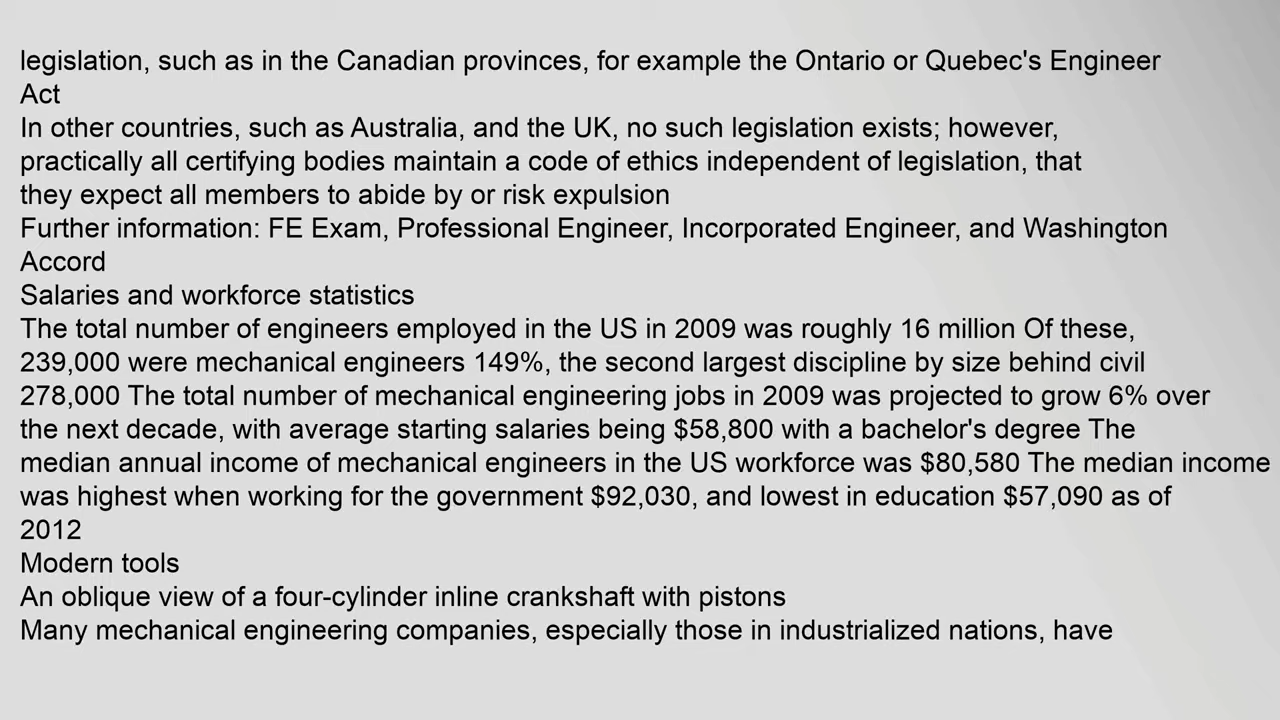 legislation, such as in the Canadian provinces, for example the Ontario or Quebec's Engineer
Act
In other countries, such as Australia, and the UK, no such legislation exists; however,
practically all certifying bodies maintain a code of ethics independent of legislation, that
they expect all members to abide by or risk expulsion
Further information: FE Exam, Professional Engineer, Incorporated Engineer, and Washington
Accord
Salaries and workforce statistics
The total number of engineers employed in the US in 2009 was roughly 16 million Of these,
239,000 were mechanical engineers 149%, the second largest discipline by size behind civil
278,000 The total number of mechanical engineering jobs in 2009 was projected to grow 6% over
the next decade, with average starting salaries being $58,800 with a bachelor's degree The
median annual income of mechanical engineers in the US workforce was $80,580 The median income
was highest when working for the government $92,030, and lowest in education $57,090 as of
2012
Modern tools
An oblique view of a four-cylinder inline crankshaft with pistons
Many mechanical engineering companies, especially those in industrialized nations, have